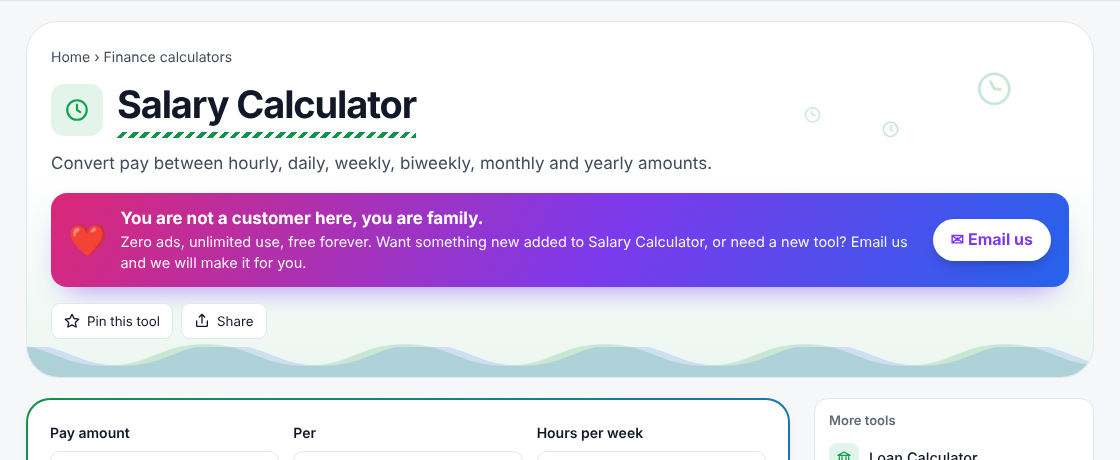 Home › Finance calculators
Salary Calculator
Convert pay between hourly, daily, weekly, biweekly, monthly and yearly amounts.
You are not a customer here, you are family.
Zero ads, unlimited use, free forever. Want something new added to Salary Calculator, or need a new tool? Email us
and we will make it for you.
✉ Email us
Pin this tool
Share
Pay amount
Per
Hours per week
More tools
Loan Calculator